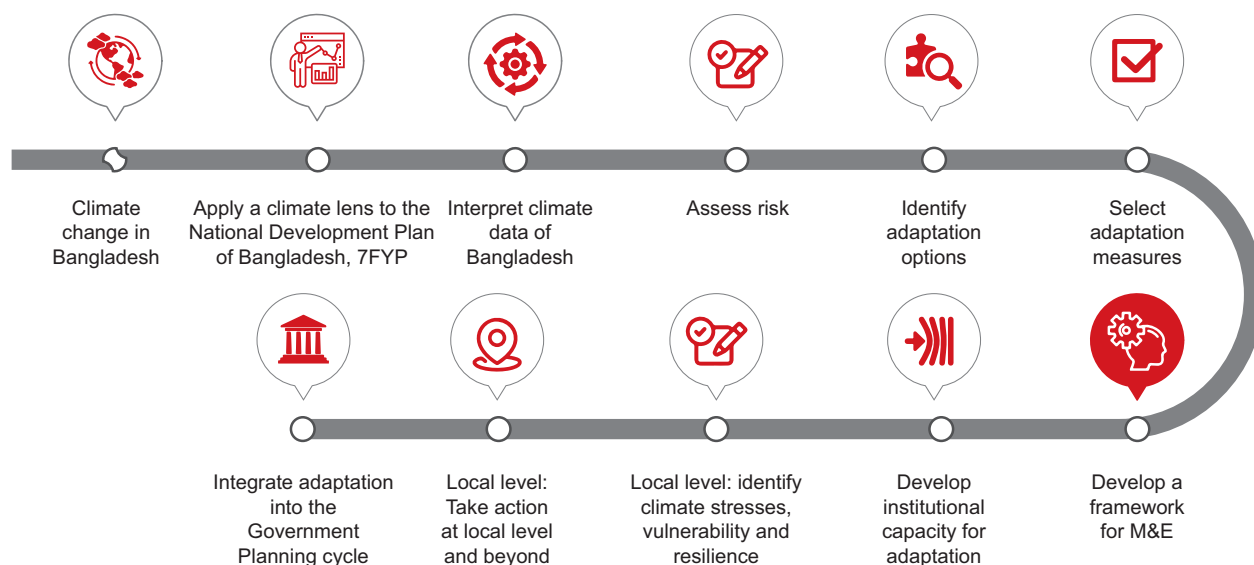 Climate
change in
Bangladesh
Apply a climate lens to the
National Development Plan
of Bangladesh, 7FYP
Interpret climate
data of
Bangladesh
Assess risk
Identify
adaptation
options
Select
adaptation
measures
Integrate adaptation
into the
Government
Planning cycle
Local level:
Take action
at local level
and beyond
Local level: identify
climate stresses,
vulnerability and
resilience
Develop
institutional
capacity for
adaptation
Develop a
framework
for M&E